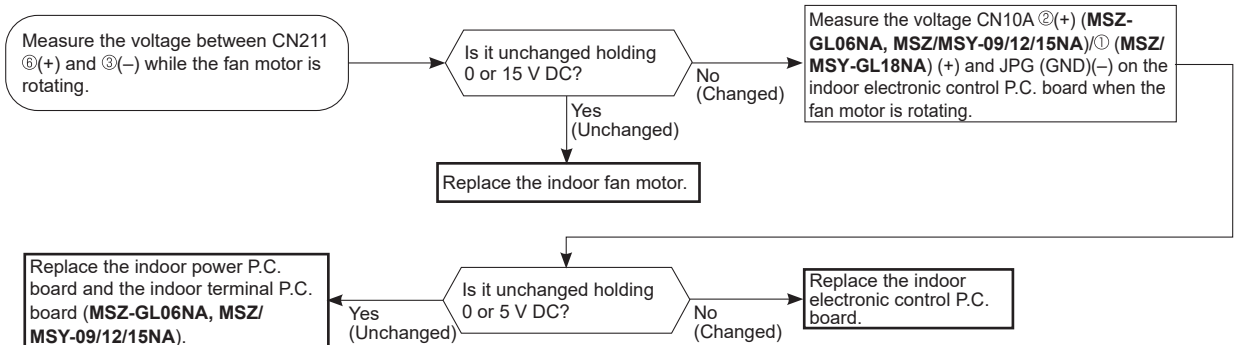 Measure the voltage between CN211
⑥(+) and ③(–) while the fan motor is
rotating.
Is it unchanged holding
0 or 15 V DC?
No
(Changed)
Measure the voltage CN10A ②(+) (MSZ-
GL06NA, MSZ/MSY-09/12/15NA)/① (MSZ/
MSY-GL18NA) (+) and JPG (GND)(–) on the
indoor electronic control P.C. board when the
fan motor is rotating.
Yes
(Unchanged)
Replace the indoor fan motor.
Replace the indoor power P.C.
board and the indoor terminal P.C.
board (MSZ-GL06NA, MSZ/
MSY-09/12/15NA).
Yes
(Unchanged)
Is it unchanged holding
0 or 5 V DC?
No
(Changed)
Replace the indoor
electronic control P.C.
board.